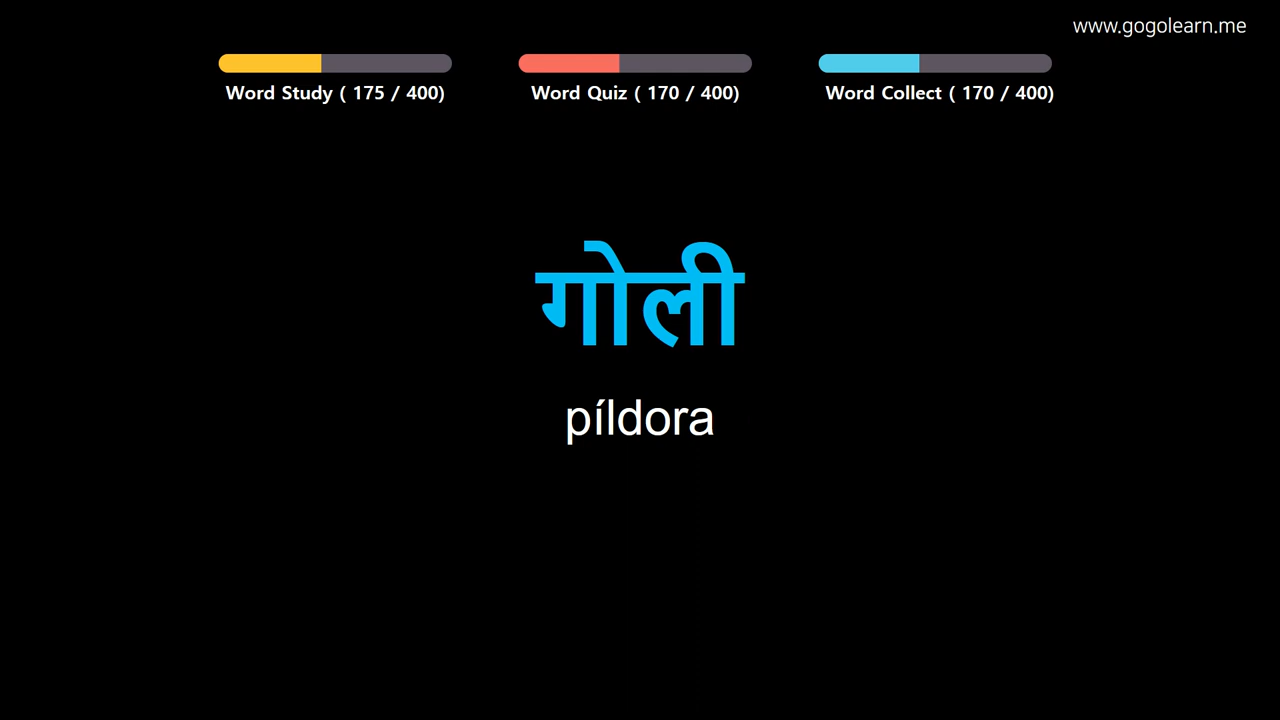 www.gogolearn.me
Word Study ( 175 / 400)
Word Quiz ( 170 / 400)
Word Collect ( 170 / 400)
गोली
píldora